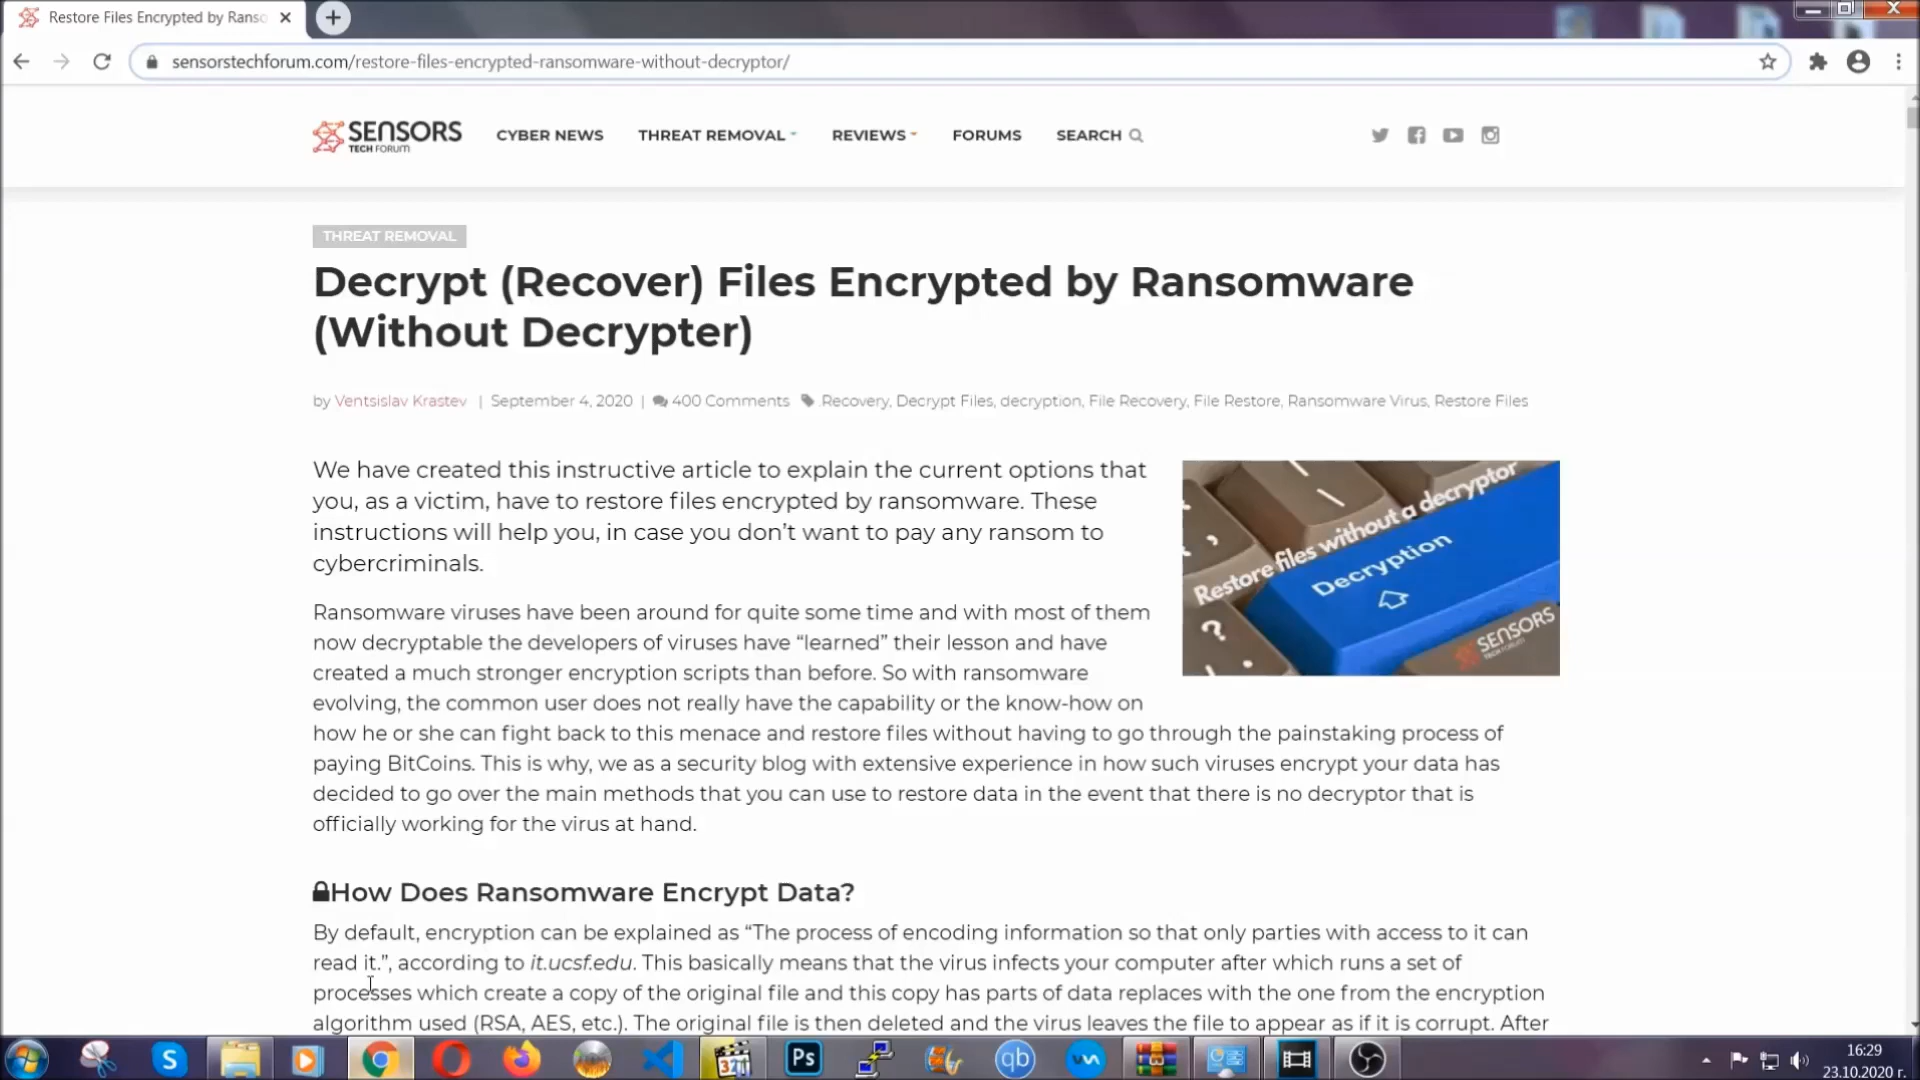 Restore Files Encrypted by Ranso
sensorstechforum.com/restore-files-encrypted-ransomware-without-decryptor/
SENSORS
TECH FORUM
CYBER NEWS
THREAT REMOVAL
REVIEWS
FORUMS
SEARCH
THREAT REMOVAL
Decrypt (Recover) Files Encrypted by Ransomware
(Without Decrypter)
by Ventsislav Krastev | September 4, 2020 | 400 Comments .Recovery, Decrypt Files, decryption, File Recovery, File Restore, Ransomware Virus, Restore Files
We have created this instructive article to explain the current options that
you, as a victim, have to restore files encrypted by ransomware. These
instructions will help you, in case you don’t want to pay any ransom to
cybercriminals.
Restore files without a decryptor
Decryption
SENSORS
TECH FORUM
Ransomware viruses have been around for quite some time and with most of them
now decryptable the developers of viruses have “learned” their lesson and have
created a much stronger encryption scripts than before. So with ransomware
evolving, the common user does not really have the capability or the know-how on
how he or she can fight back to this menace and restore files without having to go through the painstaking process of
paying BitCoins. This is why, we as a security blog with extensive experience in how such viruses encrypt your data has
decided to go over the main methods that you can use to restore data in the event that there is no decryptor that is
officially working for the virus at hand.
How Does Ransomware Encrypt Data?
By default, encryption can be explained as “The process of encoding information so that only parties with access to it can
read it.”, according to it.ucsf.edu. This basically means that the virus infects your computer after which runs a set of
processes which create a copy of the original file and this copy has parts of data replaces with the one from the encryption
algorithm used (RSA, AES, etc.). The original file is then deleted and the virus leaves the file to appear as if it is corrupt. After
S
321
Ps
qb
16:29
23.10.2020 г.